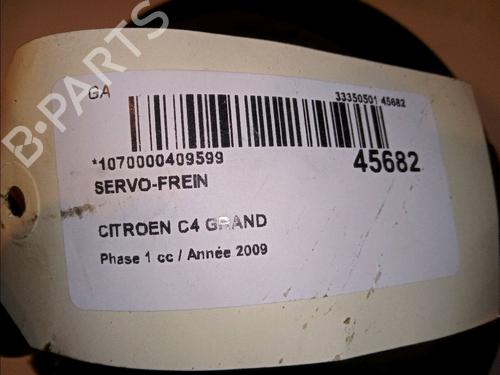 B-PARTS
GA
33350501 45682
*1070000409599
45682
SERVO-FREIN
CITROEN C4 GRAND
Phase 1 cc / Année 2009